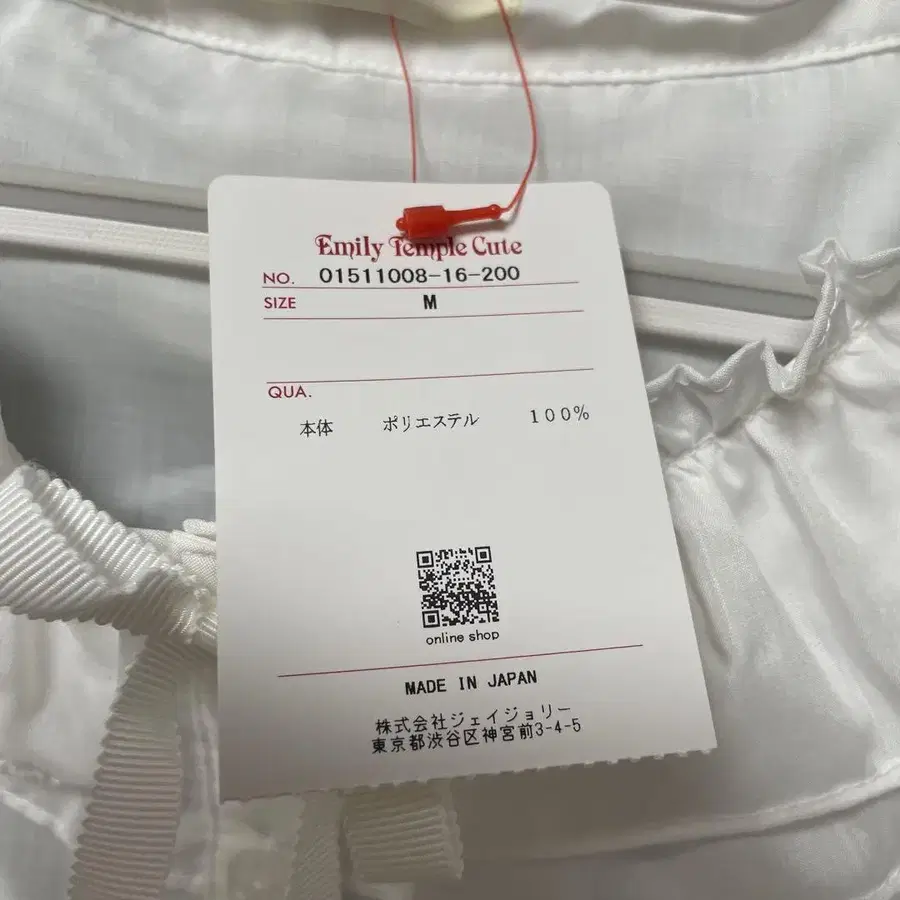 Emily Temple Cute
NO. 01511008-16-200
SIZE M
QUA.
本体 ポリエステル 100%
online shop
MADE IN JAPAN
株式会社ジェイジョリー
東京都渋谷区神宮前3-4-5